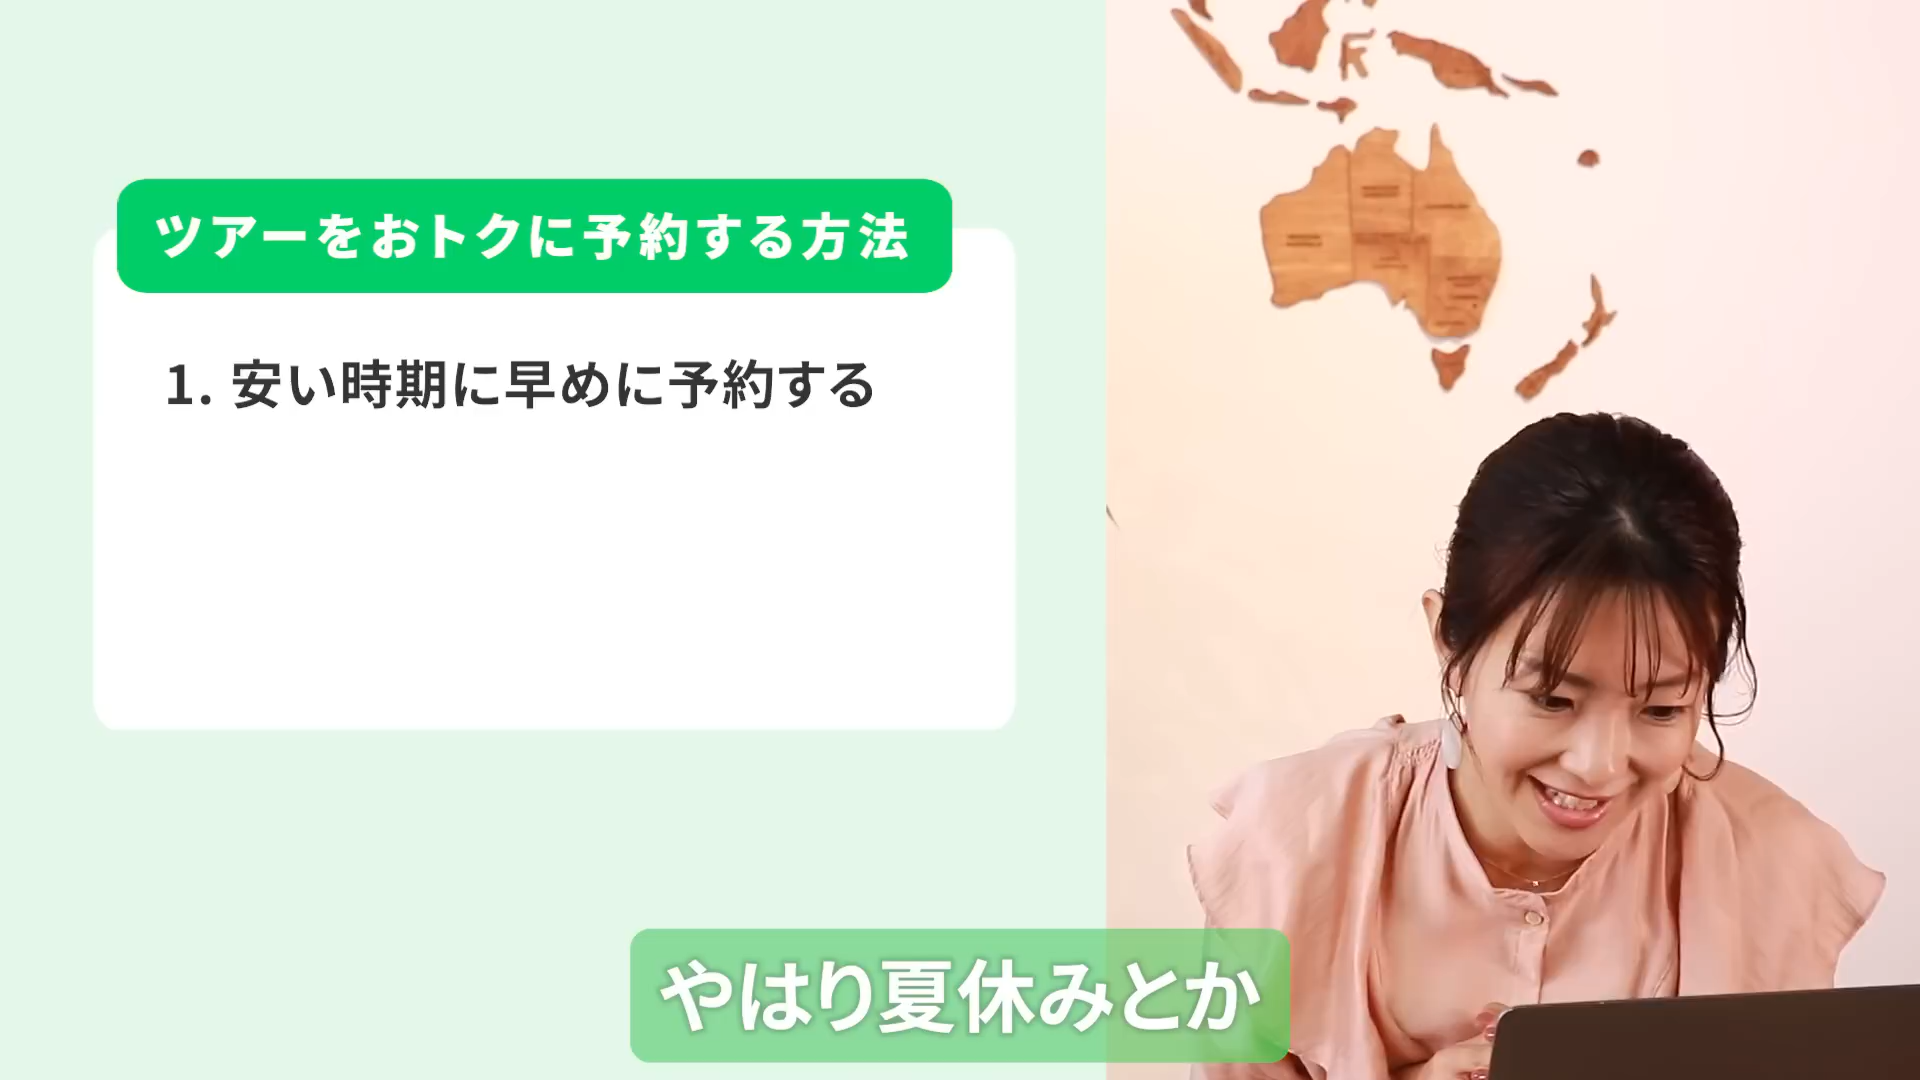 ツアーをおトクに予約する方法
1. 安い時期に早めに予約する
やはり夏休みとか